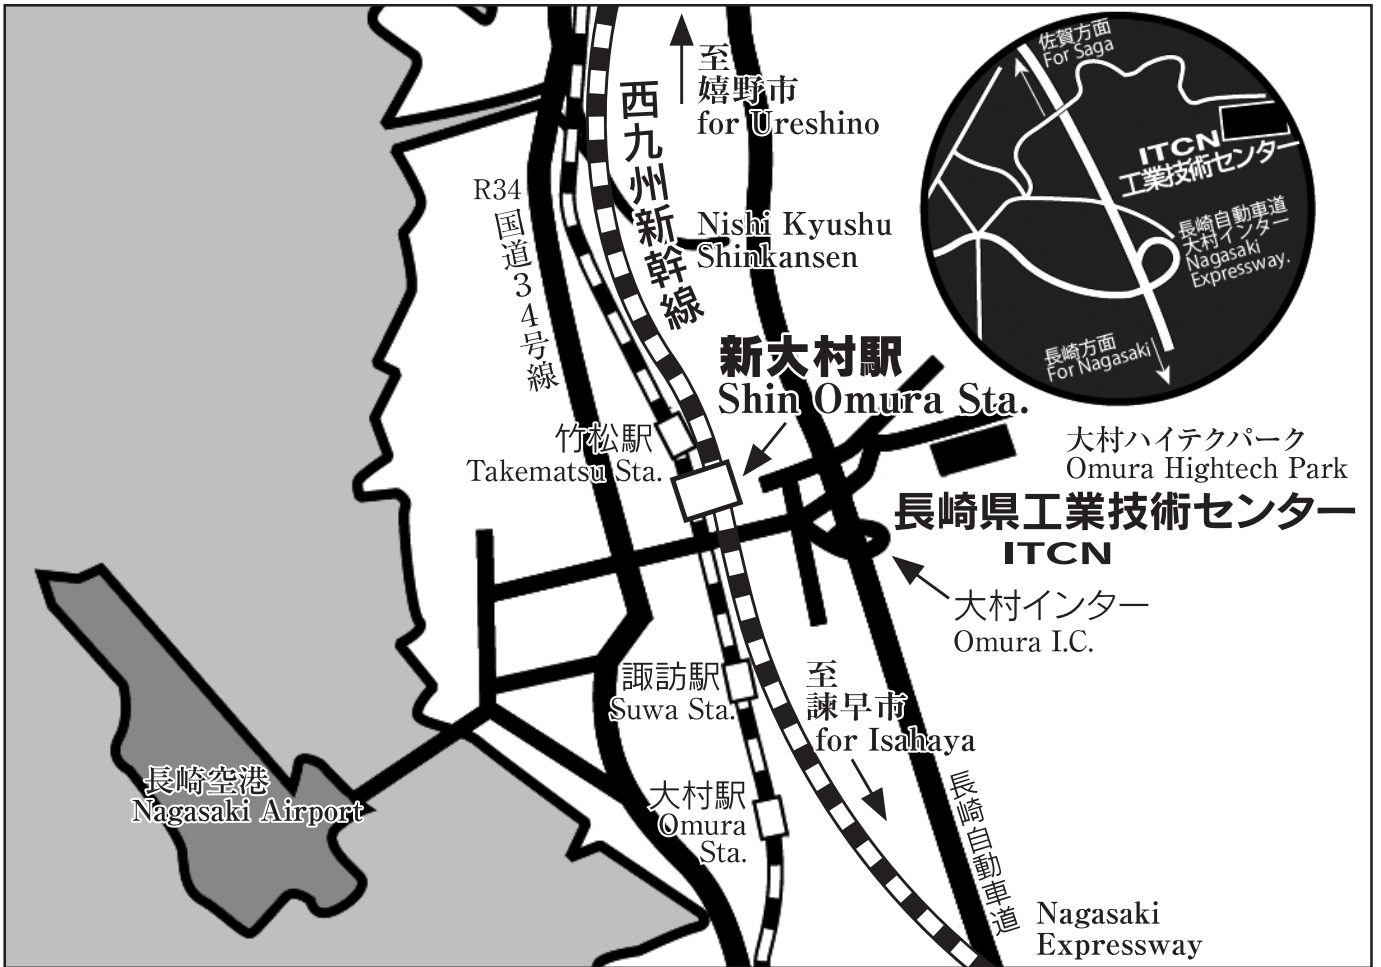 至
嬉野市
for Ureshino
西九州新幹線
Nishi Kyushu
Shinkansen
R34
国道34号線
佐賀方面
For Saga
ITCN
工業技術センター
長崎自動車道
大村インター
Nagasaki
Expressway.
長崎方面
For Nagasaki
新大村駅
Shin Omura Sta.
竹松駅
Takematsu Sta.
大村ハイテクパーク
Omura Hightech Park
長崎県工業技術センター
ITCN
大村インター
Omura I.C.
諏訪駅
Suwa Sta.
至
諫早市
for Isahaya
長崎空港
Nagasaki Airport
大村駅
Omura
Sta.
長崎自動車道
Nagasaki
Expressway